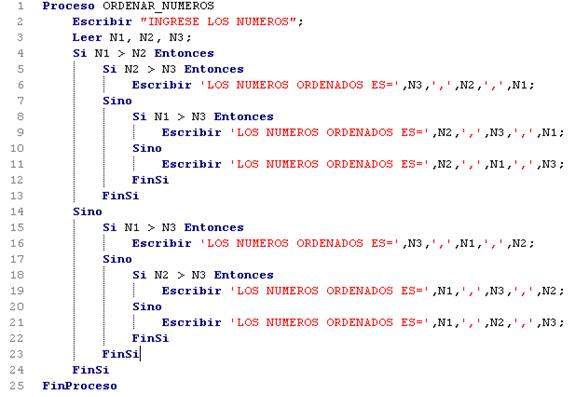 1 Proceso ORDENAR_NUMEROS
2 Escribir "INGRESE LOS NUMEROS";
3 Leer N1, N2, N3;
4 Si N1 > N2 Entonces
5 Si N2 > N3 Entonces
6 Escribir 'LOS NUMEROS ORDENADOS ES=',N3,',',N2,',',N1;
7 Sino
8 Si N1 > N3 Entonces
9 Escribir 'LOS NUMEROS ORDENADOS ES=',N2,',',N3,',',N1;
10 Sino
11 Escribir 'LOS NUMEROS ORDENADOS ES=',N2,',',N1,',',N3;
12 FinSi
13 FinSi
14 Sino
15 Si N1 > N3 Entonces
16 Escribir 'LOS NUMEROS ORDENADOS ES=',N3,',',N1,',',N2;
17 Sino
18 Si N2 > N3 Entonces
19 Escribir 'LOS NUMEROS ORDENADOS ES=',N1,',',N3,',',N2;
20 Sino
21 Escribir 'LOS NUMEROS ORDENADOS ES=',N1,',',N2,',',N3;
22 FinSi
23 FinSi
24 FinSi
25 FinProceso